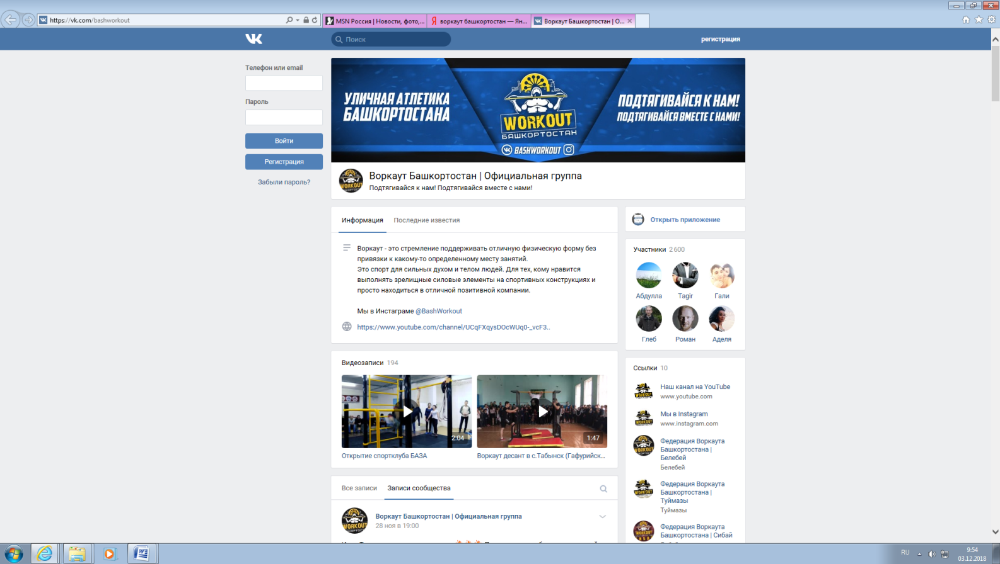 https://vk.com/bashworkout
MSN Россия | Новости, фото,...
воркаут башкортостан — Ян...
Воркаут Башкортостан | О...
Поиск
регистрация
Телефон или email
Пароль
Войти
Регистрация
Забыли пароль?
УЛИЧНАЯ АТЛЕТИКА
БАШКОРТОСТАНА
WORKOUT
БАШКОРТОСТАН
BASHWORKOUT
ПОДТЯГИВАЙСЯ К НАМ!
ПОДТЯГИВАЙСЯ ВМЕСТЕ С НАМИ!
Воркаут Башкортостан | Официальная группа
Подтягивайся к нам! Подтягивайся вместе с нами!
Информация
Последние известия
Воркаут - это стремление поддерживать отличную физическую форму без
привязки к какому-то определенному месту занятий.
Это спорт для сильных духом и телом людей. Для тех, кому нравится
выполнять зрелищные силовые элементы на спортивных конструкциях и
просто находиться в отличной позитивной компании.
Мы в Инстаграме @BashWorkout
https://www.youtube.com/channel/UCqFXqysDOcWUq0-_vcF3..
Видеозаписи 194
2:04
1:47
Открытие спортклуба БАЗА
Воркаут десант в с.Табынск (Гафурийск...
Все записи
Записи сообщества
Воркаут Башкортостан | Официальная группа
28 ноя в 19:00
Открыть приложение
Участники 2 600
Абдулла
Tagir
Гали
Глеб
Роман
Аделя
Ссылки 10
Наш канал на YouTube
www.youtube.com
Мы в Instagram
www.instagram.com
Федерация Воркаута
Башкортостана |
Белебей
Белебей
Федерация Воркаута
Башкортостана |
Туймазы
Туймазы
Федерация Воркаута
Башкортостана | Сибай
RU
9:54
03.12.2018